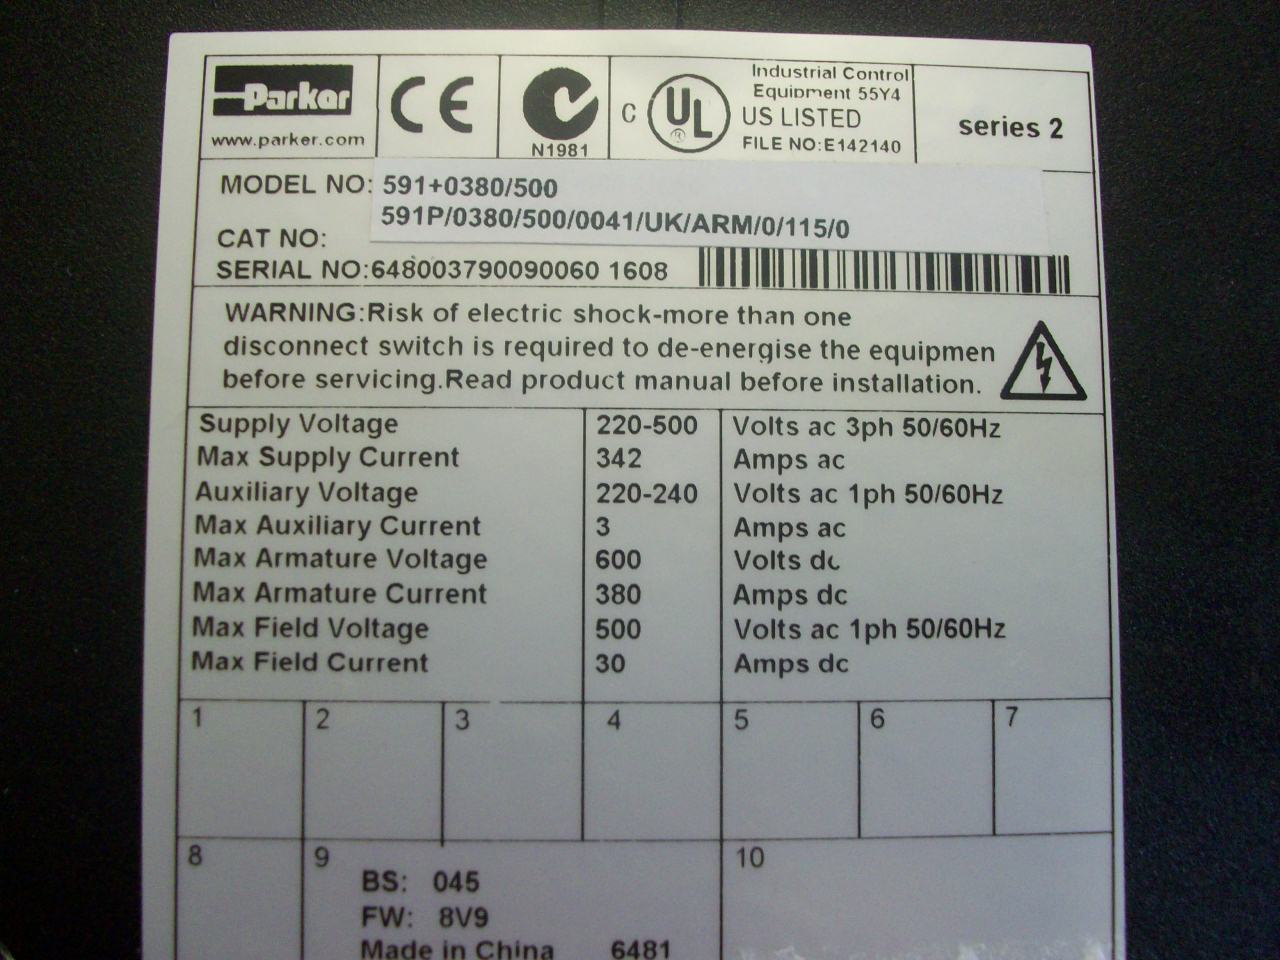 Parker
www.parker.com
CE
N1981
C UL ® US LISTED
Industrial Control
Equipment 55Y4
FILE NO:E142140
series 2
MODEL NO: 591+0380/500
591P/0380/500/0041/UK/ARM/0/115/0
CAT NO:
SERIAL NO:648003790090060 1608
WARNING:Risk of electric shock-more than one
disconnect switch is required to de-energise the equipmen
before servicing.Read product manual before installation.
Supply Voltage 220-500 Volts ac 3ph 50/60Hz
Max Supply Current 342 Amps ac
Auxiliary Voltage 220-240 Volts ac 1ph 50/60Hz
Max Auxiliary Current 3 Amps ac
Max Armature Voltage 600 Volts dc
Max Armature Current 380 Amps dc
Max Field Voltage 500 Volts ac 1ph 50/60Hz
Max Field Current 30 Amps dc
1 2 3 4 5 6 7
8 9 10
BS: 045
FW: 8V9
Made in China 6481